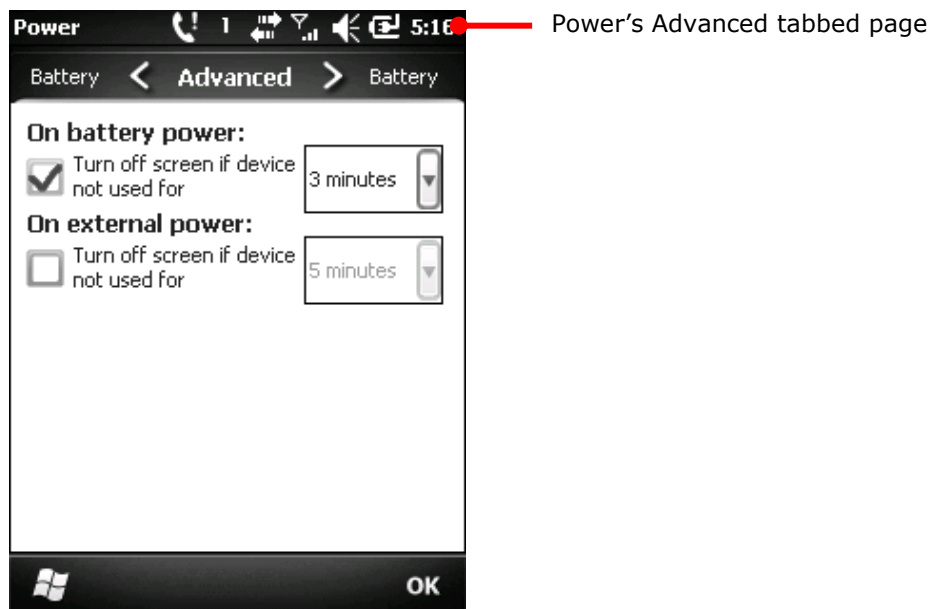 Power 1 5:16
Power's Advanced tabbed page
Battery Advanced Battery
On battery power:
Turn off screen if device
not used for
3 minutes
On external power:
Turn off screen if device
not used for
5 minutes
OK